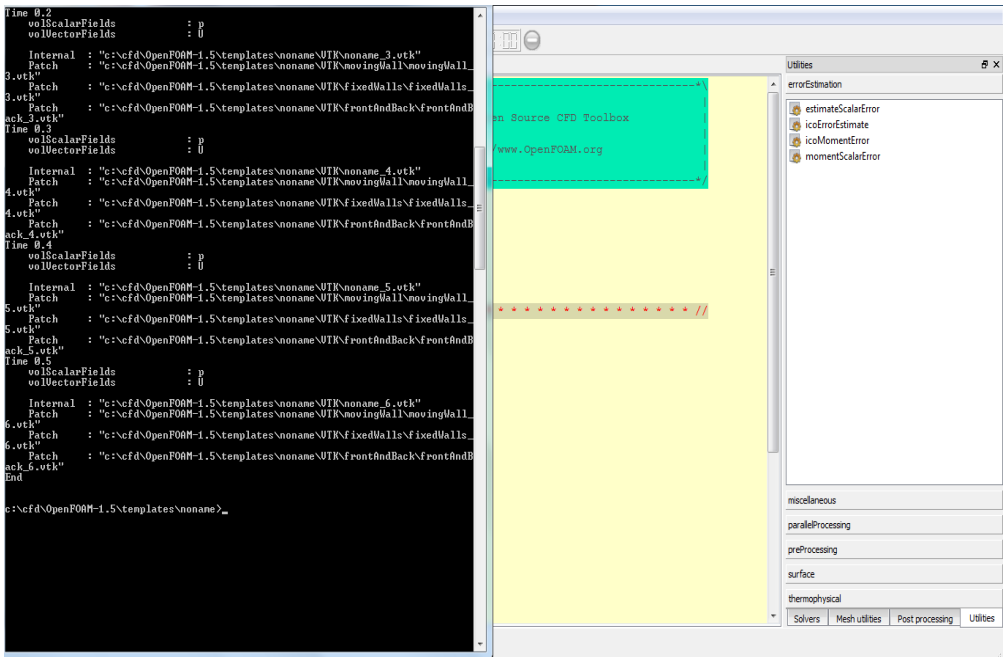 Time 0.2
volScalarFields : p
volVectorFields : U
Internal : "c:\cfd\OpenFOAM-1.5\templates\noname\VTK\noname_3.vtk"
Patch : "c:\cfd\OpenFOAM-1.5\templates\noname\VTK\movingWall\movingWall_
3.vtk"
Patch : "c:\cfd\OpenFOAM-1.5\templates\noname\VTK\fixedWalls\fixedWalls_
3.vtk"
Patch : "c:\cfd\OpenFOAM-1.5\templates\noname\VTK\frontAndBack\frontAndB
ack_3.vtk"
Time 0.3
volScalarFields : p
volVectorFields : U
Internal : "c:\cfd\OpenFOAM-1.5\templates\noname\VTK\noname_4.vtk"
Patch : "c:\cfd\OpenFOAM-1.5\templates\noname\VTK\movingWall\movingWall_
4.vtk"
Patch : "c:\cfd\OpenFOAM-1.5\templates\noname\VTK\fixedWalls\fixedWalls_
4.vtk"
Patch : "c:\cfd\OpenFOAM-1.5\templates\noname\VTK\frontAndBack\frontAndB
ack_4.vtk"
Time 0.4
volScalarFields : p
volVectorFields : U
Internal : "c:\cfd\OpenFOAM-1.5\templates\noname\VTK\noname_5.vtk"
Patch : "c:\cfd\OpenFOAM-1.5\templates\noname\VTK\movingWall\movingWall_
5.vtk"
Patch : "c:\cfd\OpenFOAM-1.5\templates\noname\VTK\fixedWalls\fixedWalls_
5.vtk"
Patch : "c:\cfd\OpenFOAM-1.5\templates\noname\VTK\frontAndBack\frontAndB
ack_5.vtk"
Time 0.5
volScalarFields : p
volVectorFields : U
Internal : "c:\cfd\OpenFOAM-1.5\templates\noname\VTK\noname_6.vtk"
Patch : "c:\cfd\OpenFOAM-1.5\templates\noname\VTK\movingWall\movingWall_
6.vtk"
Patch : "c:\cfd\OpenFOAM-1.5\templates\noname\VTK\fixedWalls\fixedWalls_
6.vtk"
Patch : "c:\cfd\OpenFOAM-1.5\templates\noname\VTK\frontAndBack\frontAndB
ack_6.vtk"
End
c:\cfd\OpenFOAM-1.5\templates\noname>_
---------------------------*\
|
en Source CFD Toolbox |
|
/www.OpenFOAM.org |
|
---------------------------*/
* * * * * * * * * * * * * * * //
Utilities
errorEstimation
estimateScalarError
icoErrorEstimate
icoMomentError
momentScalarError
miscellaneous
parallelProcessing
preProcessing
surface
thermophysical
Solvers Mesh utilities Post processing Utilities